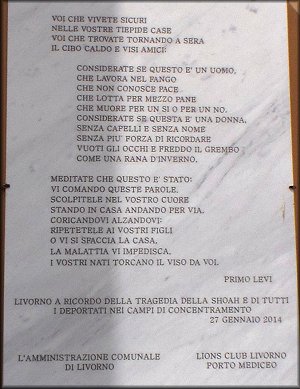 VOI CHE VIVETE SICURI
NELLE VOSTRE TIEPIDE CASE
VOI CHE TROVATE TORNANDO A SERA
IL CIBO CALDO E VISI AMICI:
CONSIDERATE SE QUESTO E' UN UOMO,
CHE LAVORA NEL FANGO
CHE NON CONOSCE PACE
CHE LOTTA PER MEZZO PANE
CHE MUORE PER UN SI O PER UN NO.
CONSIDERATE SE QUESTA E' UNA DONNA,
SENZA CAPELLI E SENZA NOME
SENZA PIU' FORZA DI RICORDARE
VUOTI GLI OCCHI E FREDDO IL GREMBO
COME UNA RANA D'INVERNO.
MEDITATE CHE QUESTO E' STATO:
VI COMANDO QUESTE PAROLE.
SCOLPITELE NEL VOSTRO CUORE
STANDO IN CASA ANDANDO PER VIA,
CORICANDOVI ALZANDOVI:
RIPETETELE AI VOSTRI FIGLI
O VI SI SFACCIA LA CASA,
LA MALATTIA VI IMPEDISCA,
I VOSTRI NATI TORCANO IL VISO DA VOI.
PRIMO LEVI
LIVORNO A RICORDO DELLA TRAGEDIA DELLA SHOAH E DI TUTTI
I DEPORTATI NEI CAMPI DI CONCENTRAMENTO
27 GENNAIO 2014
L'AMMINISTRAZIONE COMUNALE
DI LIVORNO
LIONS CLUB LIVORNO
PORTO MEDICEO